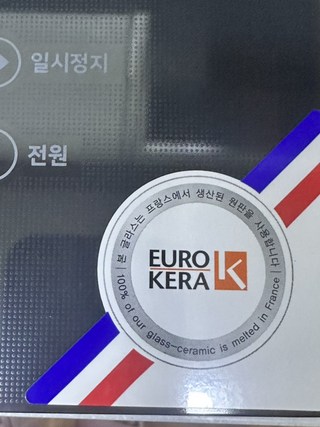 일시정지
전원
본 글라스는 프랑스에서 생산된 원판을 사용합니다
EURO
KERA
100% of our glass-ceramic is melted in France